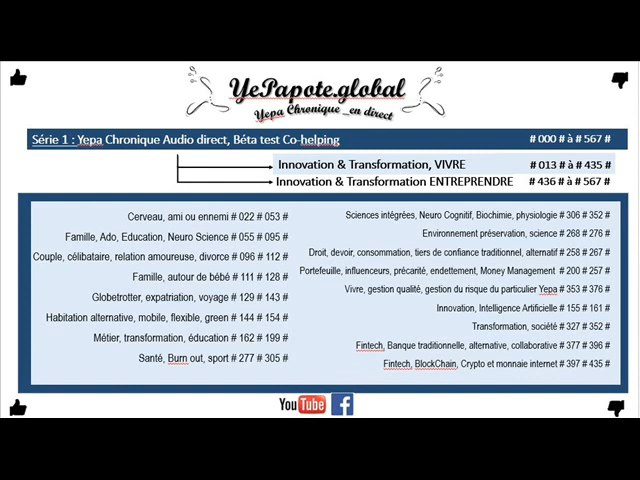 YePapote.global
Yepa Chronique _en direct
Série 1 : Yepa Chronique Audio direct, Béta test Co-helping # 000 # à # 567 #
Innovation & Transformation, VIVRE # 013 # à # 435 #
Innovation & Transformation ENTREPRENDRE # 436 # à # 567 #
Cerveau, ami ou ennemi # 022 # 053 #
Famille, Ado, Education, Neuro Science # 055 # 095 #
Couple, célibataire, relation amoureuse, divorce # 096 # 112 #
Famille, autour de bébé # 111 # 128 #
Globetrotter, expatriation, voyage # 129 # 143 #
Habitation alternative, mobile, flexible, green # 144 # 154 #
Métier, transformation, éducation # 162 # 199 #
Santé, Burn out, sport # 277 # 305 #
Sciences intégrées, Neuro Cognitif, Biochimie, physiologie # 306 # 352 #
Environnement préservation, science # 268 # 276 #
Droit, devoir, consommation, tiers de confiance traditionnel, alternatif # 258 # 267 #
Portefeuille, influenceurs, précarité, endettement, Money Management # 200 # 257 #
Vivre, gestion qualité, gestion du risque du particulier Yepa # 353 # 376 #
Innovation, Intelligence Artificielle # 155 # 161 #
Transformation, société # 327 # 352 #
Fintech, Banque traditionnelle, alternative, collaborative # 377 # 396 #
Fintech, BlockChain, Crypto et monnaie internet # 397 # 435 #
YouTube f